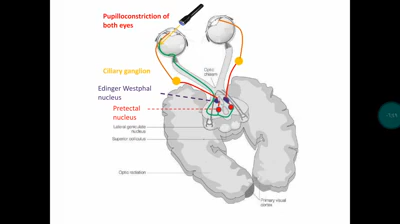 Pupilloconstriction of
both eyes
Ciliary ganglion
Optic
chiasm
Edinger Westphal
nucleus
Pretectal
nucleus
Lateral geniculate
nucleus
Superior colliculus
Optic radiation
Primary visual
cortex